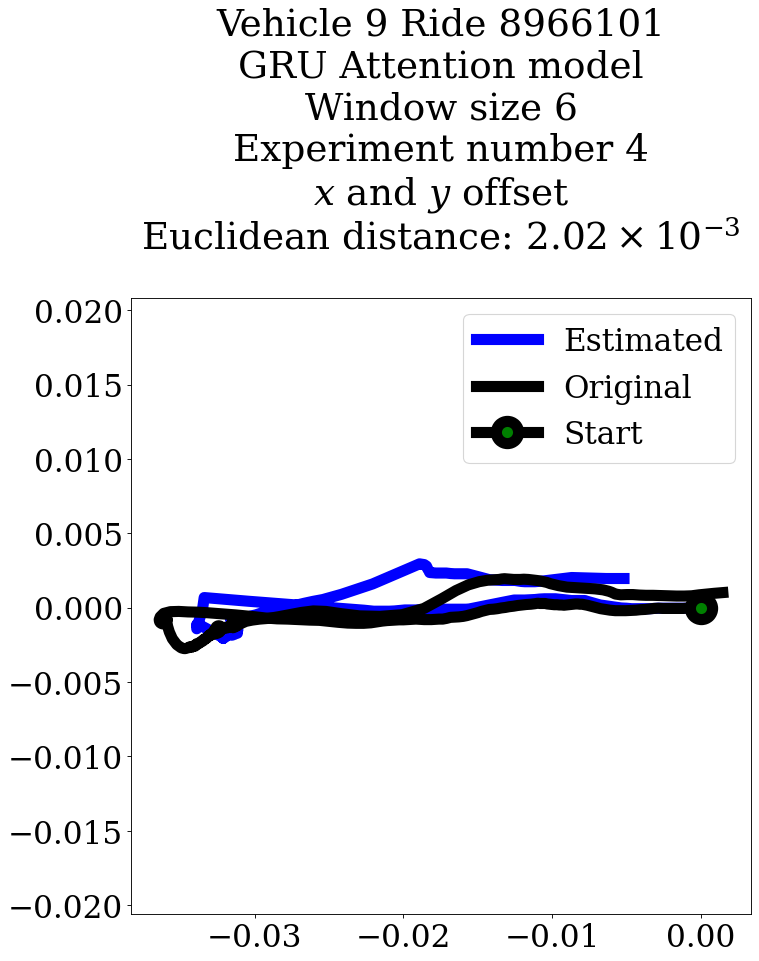 Vehicle 9 Ride 8966101
GRU Attention model
Window size 6
Experiment number 4
x and y offset
Euclidean distance: 2.02 × 10⁻³
0.020
0.015
0.010
0.005
0.000
−0.005
−0.010
−0.015
−0.020
Estimated
Original
Start
−0.03
−0.02
−0.01
0.00